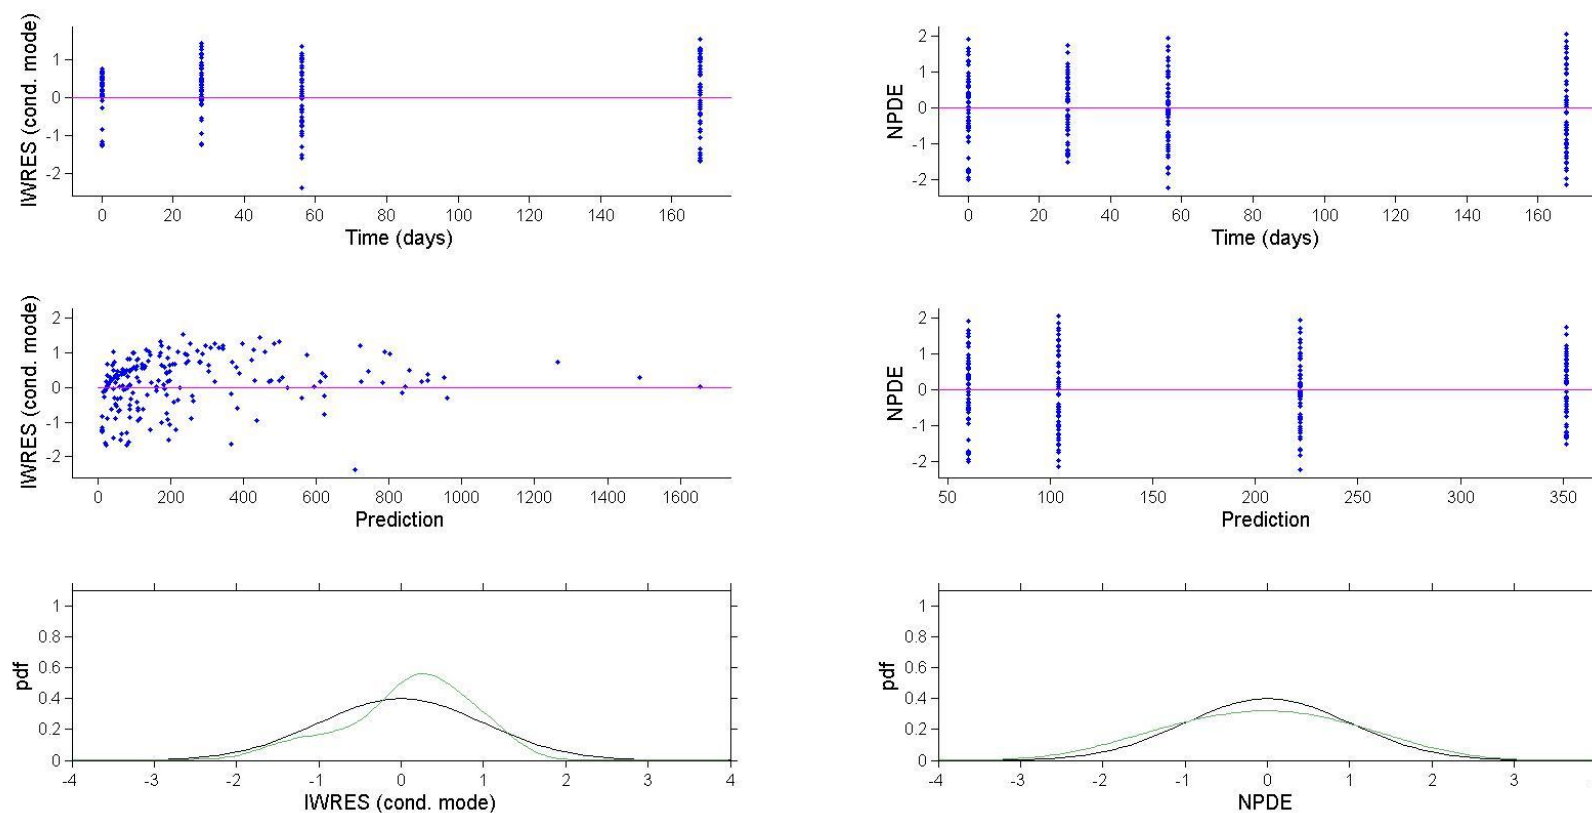 IWRES (cond. mode)
1
0
-1
-2
0 20 40 60 80 100 120 140 160
Time (days)
NPDE
2
1
0
-1
-2
0 20 40 60 80 100 120 140 160
Time (days)
IWRES (cond. mode)
2
1
0
-1
-2
0 200 400 600 800 1000 1200 1400 1600
Prediction
NPDE
2
1
0
-1
-2
50 100 150 200 250 300 350
Prediction
pdf
1
0.8
0.6
0.4
0.2
0
-4 -3 -2 -1 0 1 2 3 4
IWRES (cond. mode)
pdf
1
0.8
0.6
0.4
0.2
0
-4 -3 -2 -1 0 1 2 3
NPDE